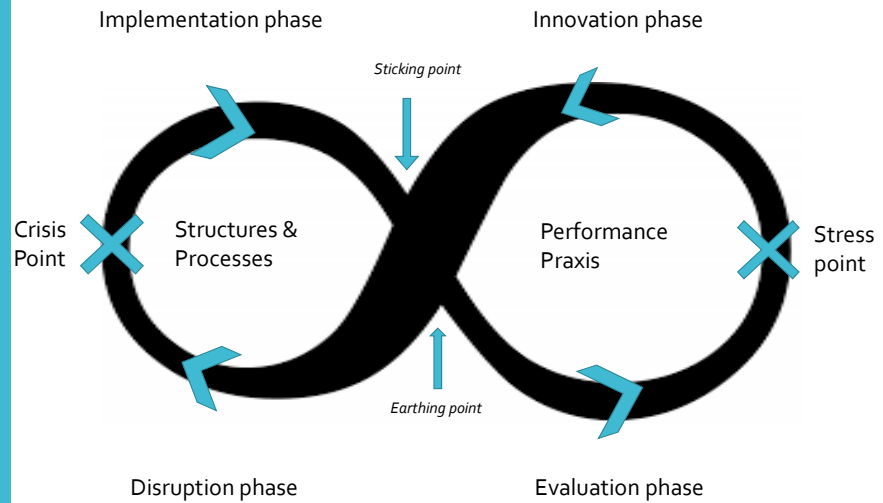 Implementation phase
Innovation phase
Sticking point
Crisis
Point
Structures &
Processes
Performance
Praxis
Stress
point
Earthing point
Disruption phase
Evaluation phase